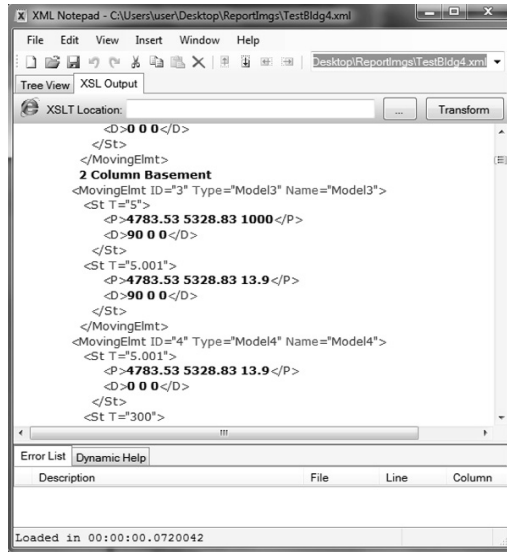 XML Notepad - C:\Users\user\Desktop\ReportImgs\TestBldg4.xml
File Edit View Insert Window Help
Desktop\ReportImgs\TestBldg4.xml
Tree View XSL Output
XSLT Location: ... Transform
<D>0 0 0</D>
</St>
</MovingElmt>
2 Column Basement
<MovingElmt ID="3" Type="Model3" Name="Model3">
<St T="5">
<P>4783.53 5328.83 1000</P>
<D>90 0 0</D>
</St>
<St T="5.001">
<P>4783.53 5328.83 13.9</P>
<D>90 0 0</D>
</St>
</MovingElmt>
<MovingElmt ID="4" Type="Model4" Name="Model4">
<St T="5.001">
<P>4783.53 5328.83 13.9</P>
<D>0 0 0</D>
</St>
<St T="300">
Error List Dynamic Help
Description File Line Column
Loaded in 00:00:00.0720042